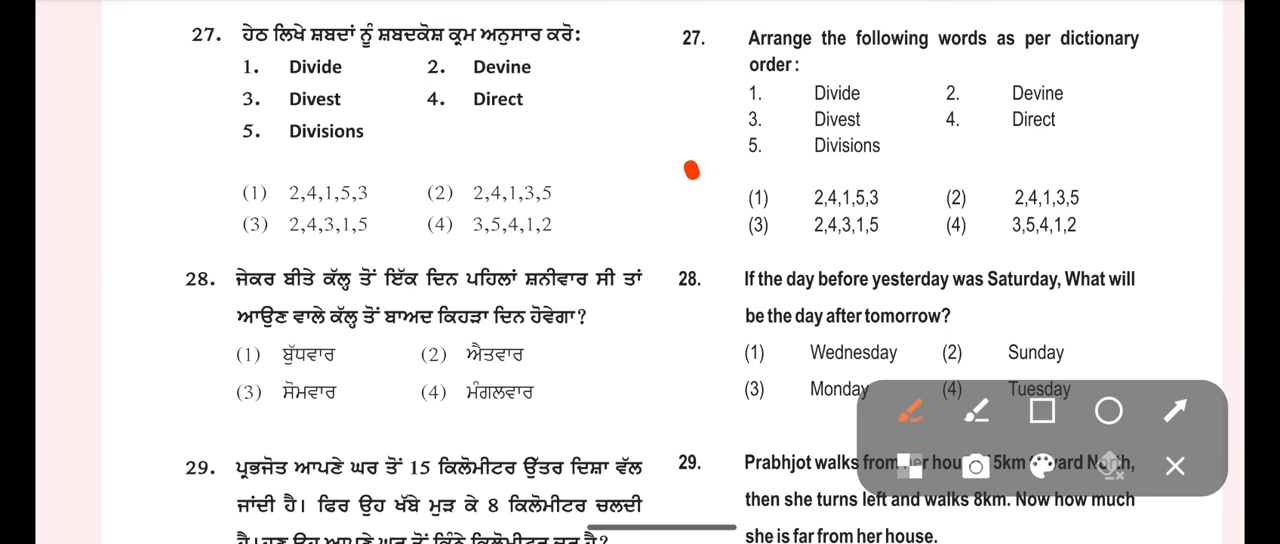 27. ਹੇਠ ਲਿਖੇ ਸ਼ਬਦਾਂ ਨੂੰ ਸ਼ਬਦਕੋਸ਼ ਕ੍ਰਮ ਅਨੁਸਾਰ ਕਰੋ:
1. Divide 2. Devine
3. Divest 4. Direct
5. Divisions
(1) 2,4,1,5,3 (2) 2,4,1,3,5
(3) 2,4,3,1,5 (4) 3,5,4,1,2
28. ਜੇਕਰ ਬੀਤੇ ਕੱਲ੍ਹ ਤੋਂ ਇੱਕ ਦਿਨ ਪਹਿਲਾਂ ਸ਼ਨੀਵਾਰ ਸੀ ਤਾਂ
ਆਉਣ ਵਾਲੇ ਕੱਲ੍ਹ ਤੋਂ ਬਾਅਦ ਕਿਹੜਾ ਦਿਨ ਹੋਵੇਗਾ?
(1) ਬੁੱਧਵਾਰ (2) ਐਤਵਾਰ
(3) ਸੋਮਵਾਰ (4) ਮੰਗਲਵਾਰ
29. ਪ੍ਰਭਜੋਤ ਆਪਣੇ ਘਰ ਤੋਂ 15 ਕਿਲੋਮੀਟਰ ਉੱਤਰ ਦਿਸ਼ਾ ਵੱਲ
ਜਾਂਦੀ ਹੈ। ਫਿਰ ਉਹ ਖੱਬੇ ਮੁੜ ਕੇ 8 ਕਿਲੋਮੀਟਰ ਚਲਦੀ
27. Arrange the following words as per dictionary
order:
1. Divide 2. Devine
3. Divest 4. Direct
5. Divisions
(1) 2,4,1,5,3 (2) 2,4,1,3,5
(3) 2,4,3,1,5 (4) 3,5,4,1,2
28. If the day before yesterday was Saturday, What will
be the day after tomorrow?
(1) Wednesday (2) Sunday
(3) Monday (4) Tuesday
29. Prabhjot walks from her 5km North,
then she turns left and walks 8km. Now how much
she is far from her house.